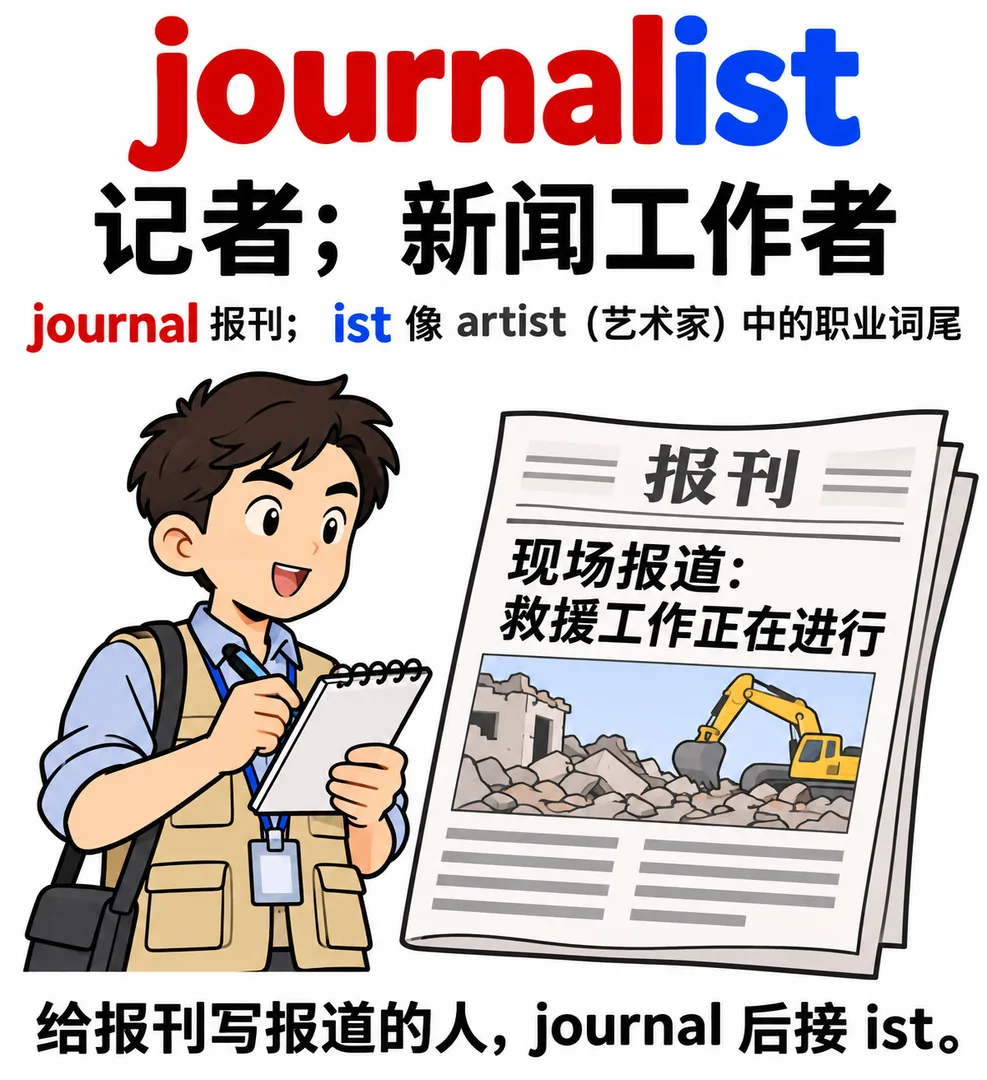 journalist
记者；新闻工作者
journal 报刊； ist 像 artist（艺术家）中的职业词尾
报刊
现场报道：
救援工作正在进行
给报刊写报道的人，journal 后接 ist。